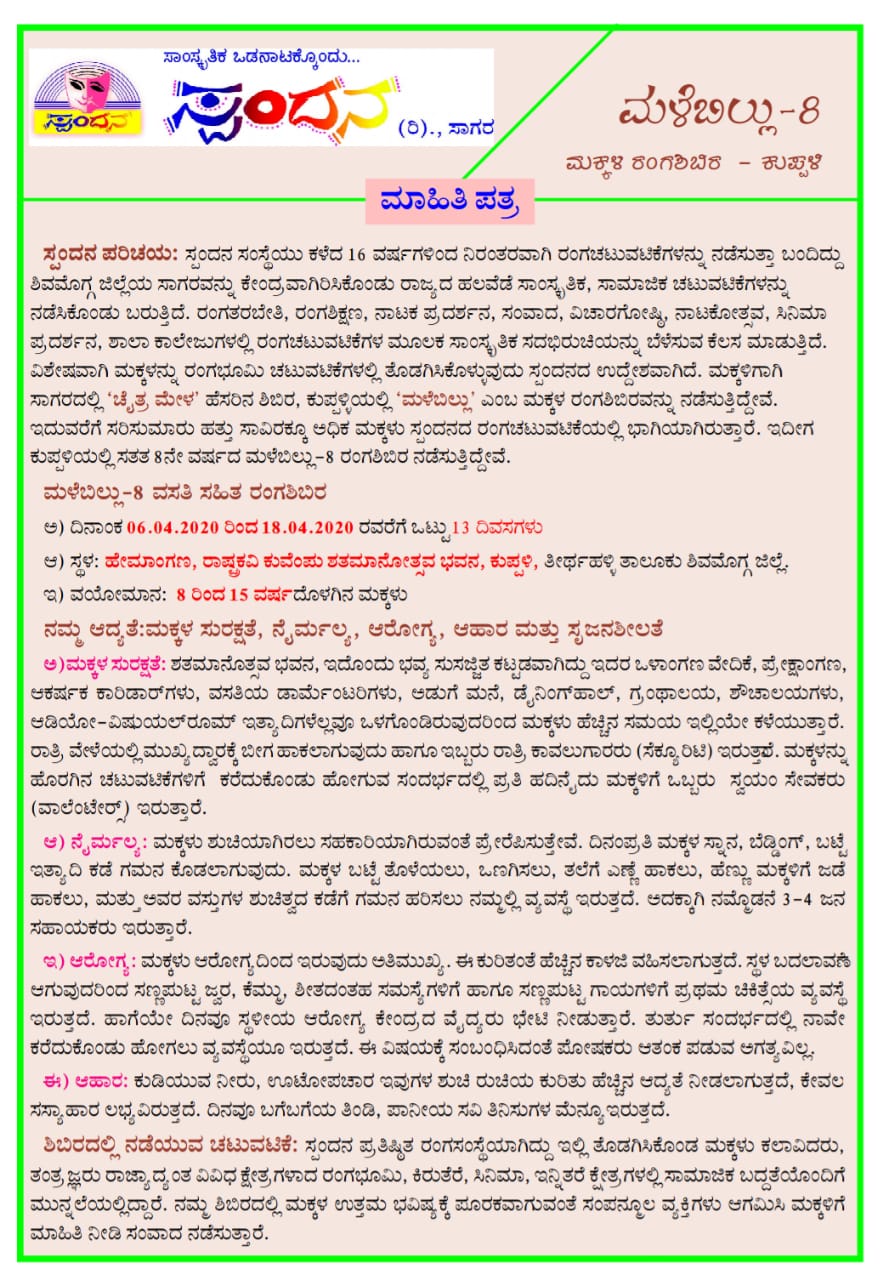 ಸಾಂಸ್ಕೃತಿಕ ಒಡನಾಟಕ್ಕೊಂದು...
ಸ್ಪಂದನ
ಸ್ಪಂದನ
(ರಿ)., ಸಾಗರ
ಮಳೆಬಿಲ್ಲು-8
ಮಕ್ಕಳ ರಂಗಶಿಬಿರ – ಕುಪ್ಪಳಿ
ಮಾಹಿತಿ ಪತ್ರ
ಸ್ಪಂದನ ಪರಿಚಯ: ಸ್ಪಂದನ ಸಂಸ್ಥೆಯು ಕಳೆದ 16 ವರ್ಷಗಳಿಂದ ನಿರಂತರವಾಗಿ ರಂಗಚಟುವಟಿಕೆಗಳನ್ನು ನಡೆಸುತ್ತಾ ಬಂದಿದ್ದು
ಶಿವಮೊಗ್ಗ ಜಿಲ್ಲೆಯ ಸಾಗರವನ್ನು ಕೇಂದ್ರವಾಗಿರಿಸಿಕೊಂಡು ರಾಜ್ಯದ ಹಲವೆಡೆ ಸಾಂಸ್ಕೃತಿಕ, ಸಾಮಾಜಿಕ ಚಟುವಟಿಕೆಗಳನ್ನು
ನಡೆಸಿಕೊಂಡು ಬರುತ್ತಿದೆ. ರಂಗತರಬೇತಿ, ರಂಗಶಿಕ್ಷಣ, ನಾಟಕ ಪ್ರದರ್ಶನ, ಸಂವಾದ, ವಿಚಾರಗೋಷ್ಠಿ, ನಾಟಕೋತ್ಸವ, ಸಿನಿಮಾ
ಪ್ರದರ್ಶನ, ಶಾಲಾ ಕಾಲೇಜುಗಳಲ್ಲಿ ರಂಗಚಟುವಟಿಕೆಗಳ ಮೂಲಕ ಸಾಂಸ್ಕೃತಿಕ ಸದಭಿರುಚಿಯನ್ನು ಬೆಳೆಸುವ ಕೆಲಸ ಮಾಡುತ್ತಿದೆ.
ವಿಶೇಷವಾಗಿ ಮಕ್ಕಳನ್ನು ರಂಗಭೂಮಿ ಚಟುವಟಿಕೆಗಳಲ್ಲಿ ತೊಡಗಿಸಿಕೊಳ್ಳುವುದು ಸ್ಪಂದನದ ಉದ್ದೇಶವಾಗಿದೆ. ಮಕ್ಕಳಿಗಾಗಿ
ಸಾಗರದಲ್ಲಿ ‘ಚೈತ್ರ ಮೇಳ’ ಹೆಸರಿನ ಶಿಬಿರ, ಕುಪ್ಪಳ್ಳಿಯಲ್ಲಿ ‘ಮಳೆಬಿಲ್ಲು’ ಎಂಬ ಮಕ್ಕಳ ರಂಗಶಿಬಿರವನ್ನು ನಡೆಸುತ್ತಿದ್ದೇವೆ.
ಇದುವರೆಗೆ ಸರಿಸುಮಾರು ಹತ್ತು ಸಾವಿರಕ್ಕೂ ಅಧಿಕ ಮಕ್ಕಳು ಸ್ಪಂದನದ ರಂಗಚಟುವಟಿಕೆಯಲ್ಲಿ ಭಾಗಿಯಾಗಿರುತ್ತಾರೆ. ಇದೀಗ
ಕುಪ್ಪಳಿಯಲ್ಲಿ ಸತತ 8ನೇ ವರ್ಷದ ಮಳೆಬಿಲ್ಲು-8 ರಂಗಶಿಬಿರ ನಡೆಸುತ್ತಿದ್ದೇವೆ.
ಮಳೆಬಿಲ್ಲು-8 ವಸತಿ ಸಹಿತ ರಂಗಶಿಬಿರ
ಅ) ದಿನಾಂಕ 06.04.2020 ರಿಂದ 18.04.2020 ರವರೆಗೆ ಒಟ್ಟು 13 ದಿವಸಗಳು
ಆ) ಸ್ಥಳ: ಹೇಮಾಂಗಣ, ರಾಷ್ಟ್ರಕವಿ ಕುವೆಂಪು ಶತಮಾನೋತ್ಸವ ಭವನ, ಕುಪ್ಪಳಿ, ತೀರ್ಥಹಳ್ಳಿ ತಾಲೂಕು ಶಿವಮೊಗ್ಗ ಜಿಲ್ಲೆ.
ಇ) ವಯೋಮಾನ: 8 ರಿಂದ 15 ವರ್ಷದೊಳಗಿನ ಮಕ್ಕಳು
ನಮ್ಮ ಆದ್ಯತೆ:ಮಕ್ಕಳ ಸುರಕ್ಷತೆ, ನೈರ್ಮಲ್ಯ, ಆರೋಗ್ಯ, ಆಹಾರ ಮತ್ತು ಸೃಜನಶೀಲತೆ
ಅ)ಮಕ್ಕಳ ಸುರಕ್ಷತೆ: ಶತಮಾನೊತ್ಸವ ಭವನ, ಇದೊಂದು ಭವ್ಯ ಸುಸಜ್ಜಿತ ಕಟ್ಟಡವಾಗಿದ್ದು ಇದರ ಒಳಾಂಗಣ ವೇದಿಕೆ, ಪ್ರೇಕ್ಷಾಂಗಣ,
ಆಕರ್ಷಕ ಕಾರಿಡಾರ್‌ಗಳು, ವಸತಿಯ ಡಾರ್ಮೆಂಟರಿಗಳು, ಅಡುಗೆ ಮನೆ, ಡೈನಿಂಗ್‌ಹಾಲ್, ಗ್ರಂಥಾಲಯ, ಶೌಚಾಲಯಗಳು,
ಆಡಿಯೋ-ವಿಷುಯಲ್‌ರೂಮ್ ಇತ್ಯಾದಿಗಳೆಲ್ಲವೂ ಒಳಗೊಂಡಿರುವುದರಿಂದ ಮಕ್ಕಳು ಹೆಚ್ಚಿನ ಸಮಯ ಇಲ್ಲಿಯೇ ಕಳೆಯುತ್ತಾರೆ.
ರಾತ್ರಿ ವೇಳೆಯಲ್ಲಿ ಮುಖ್ಯದ್ವಾರಕ್ಕೆ ಬೀಗ ಹಾಕಲಾಗುವುದು ಹಾಗೂ ಇಬ್ಬರು ರಾತ್ರಿ ಕಾವಲುಗಾರರು (ಸೆಕ್ಯೂರಿಟಿ) ಇರುತ್ತಾರೆ. ಮಕ್ಕಳನ್ನು
ಹೊರಗಿನ ಚಟುವಟಿಕೆಗಳಿಗೆ ಕರೆದುಕೊಂಡು ಹೋಗುವ ಸಂದರ್ಭದಲ್ಲಿ ಪ್ರತಿ ಹದಿನೈದು ಮಕ್ಕಳಿಗೆ ಒಬ್ಬರು ಸ್ವಯಂ ಸೇವಕರು
(ವಾಲೆಂಟೇರ್ಸ್) ಇರುತ್ತಾರೆ.
ಆ) ನೈರ್ಮಲ್ಯ: ಮಕ್ಕಳು ಶುಚಿಯಾಗಿರಲು ಸಹಕಾರಿಯಾಗಿರುವಂತೆ ಪ್ರೇರೆಪಿಸುತ್ತೇವೆ. ದಿನಂಪ್ರತಿ ಮಕ್ಕಳ ಸ್ನಾನ, ಬೆಡ್ಡಿಂಗ್, ಬಟ್ಟೆ
ಇತ್ಯಾದಿ ಕಡೆ ಗಮನ ಕೊಡಲಾಗುವುದು. ಮಕ್ಕಳ ಬಟ್ಟೆ ತೊಳೆಯಲು, ಒಣಗಿಸಲು, ತಲೆಗೆ ಎಣ್ಣೆ ಹಾಕಲು, ಹೆಣ್ಣು ಮಕ್ಕಳಿಗೆ ಜಡೆ
ಹಾಕಲು, ಮತ್ತು ಅವರ ವಸ್ತುಗಳ ಶುಚಿತ್ವದ ಕಡೆಗೆ ಗಮನ ಹರಿಸಲು ನಮ್ಮಲ್ಲಿ ವ್ಯವಸ್ಥೆ ಇರುತ್ತದೆ. ಅದಕ್ಕಾಗಿ ನಮ್ಮೊಡನೆ 3-4 ಜನ
ಸಹಾಯಕರು ಇರುತ್ತಾರೆ.
ಇ) ಆರೋಗ್ಯ: ಮಕ್ಕಳು ಆರೋಗ್ಯದಿಂದ ಇರುವುದು ಅತಿಮುಖ್ಯ. ಈ ಕುರಿತಂತೆ ಹೆಚ್ಚಿನ ಕಾಳಜಿ ವಹಿಸಲಾಗುತ್ತದೆ. ಸ್ಥಳ ಬದಲಾವಣೆ
ಆಗುವುದರಿಂದ ಸಣ್ಣಪುಟ್ಟ ಜ್ವರ, ಕೆಮ್ಮು, ಶೀತದಂತಹ ಸಮಸ್ಯೆಗಳಿಗೆ ಹಾಗೂ ಸಣ್ಣಪುಟ್ಟ ಗಾಯಗಳಿಗೆ ಪ್ರಥಮ ಚಿಕಿತ್ಸೆಯ ವ್ಯವಸ್ಥೆ
ಇರುತ್ತದೆ. ಹಾಗೆಯೇ ದಿನವೂ ಸ್ಥಳೀಯ ಆರೋಗ್ಯ ಕೇಂದ್ರದ ವೈದ್ಯರು ಭೇಟಿ ನೀಡುತ್ತಾರೆ. ತುರ್ತು ಸಂದರ್ಭದಲ್ಲಿ ನಾವೇ
ಕರೆದುಕೊಂಡು ಹೋಗಲು ವ್ಯವಸ್ಥೆಯೂ ಇರುತ್ತದೆ. ಈ ವಿಷಯಕ್ಕೆ ಸಂಬಂಧಿಸಿದಂತೆ ಪೋಷಕರು ಆತಂಕ ಪಡುವ ಅಗತ್ಯವಿಲ್ಲ.
ಈ) ಆಹಾರ: ಕುಡಿಯುವ ನೀರು, ಊಟೋಪಚಾರ ಇವುಗಳ ಶುಚಿ ರುಚಿಯ ಕುರಿತು ಹೆಚ್ಚಿನ ಆದ್ಯತೆ ನೀಡಲಾಗುತ್ತದೆ, ಕೇವಲ
ಸಸ್ಯಾಹಾರ ಲಭ್ಯವಿರುತ್ತದೆ. ದಿನವೂ ಬಗೆಬಗೆಯ ತಿಂಡಿ, ಪಾನೀಯ ಸವಿ ತಿನಿಸುಗಳ ಮೆನ್ಯೂ ಇರುತ್ತದೆ.
ಶಿಬಿರದಲ್ಲಿ ನಡೆಯುವ ಚಟುವಟಿಕೆ: ಸ್ಪಂದನ ಪ್ರತಿಷ್ಠಿತ ರಂಗಸಂಸ್ಥೆಯಾಗಿದ್ದು ಇಲ್ಲಿ ತೊಡಗಿಸಿಕೊಂಡ ಮಕ್ಕಳು ಕಲಾವಿದರು,
ತಂತ್ರಜ್ಞರು ರಾಜ್ಯಾದ್ಯಂತ ವಿವಿಧ ಕ್ಷೇತ್ರಗಳಾದ ರಂಗಭೂಮಿ, ಕಿರುತೆರೆ, ಸಿನಿಮಾ, ಇನ್ನಿತರೆ ಕ್ಷೇತ್ರಗಳಲ್ಲಿ ಸಾಮಾಜಿಕ ಬದ್ದತೆಯೊಂದಿಗೆ
ಮುನ್ನಲೆಯಲ್ಲಿದ್ದಾರೆ. ನಮ್ಮ ಶಿಬಿರದಲ್ಲಿ ಮಕ್ಕಳ ಉತ್ತಮ ಭವಿಷ್ಯಕ್ಕೆ ಪೂರಕವಾಗುವಂತೆ ಸಂಪನ್ಮೂಲ ವ್ಯಕ್ತಿಗಳು ಆಗಮಿಸಿ ಮಕ್ಕಳಿಗೆ
ಮಾಹಿತಿ ನೀಡಿ ಸಂವಾದ ನಡೆಸುತ್ತಾರೆ.